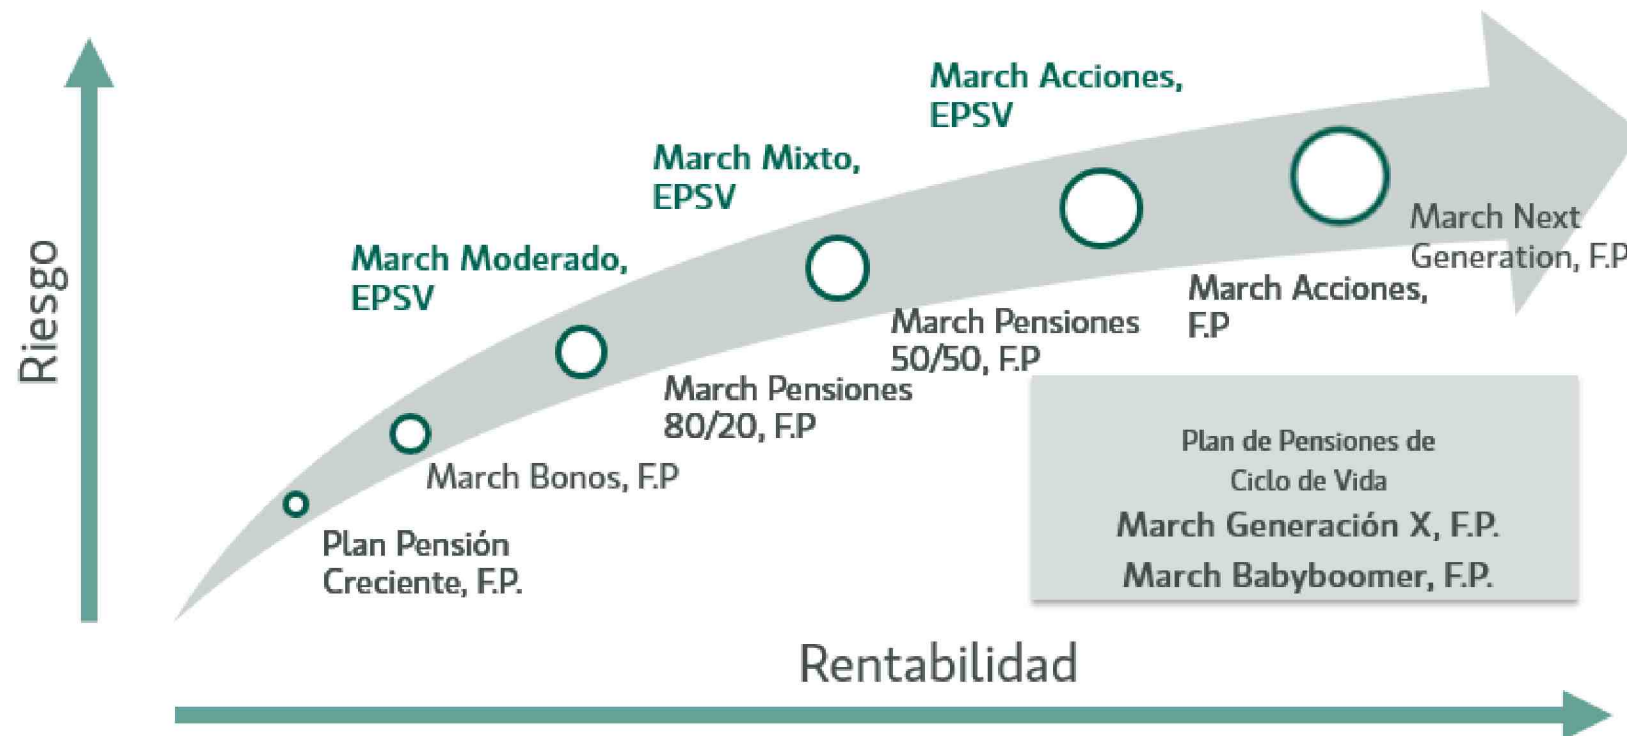 March Acciones,
EPSV
March Mixto,
EPSV
March Moderado,
EPSV
Riesgo
March Next
Generation, F.P
March Acciones,
F.P
March Pensiones
50/50, F.P
March Pensiones
80/20, F.P
March Bonos, F.P
Plan Pensión
Creciente, F.P.
Plan de Pensiones de
Ciclo de Vida
March Generación X, F.P.
March Babyboomer, F.P.
Rentabilidad